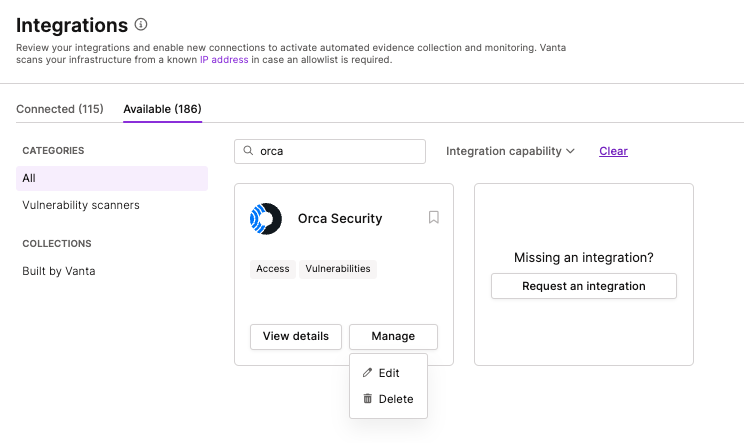 Integrations
Review your integrations and enable new connections to activate automated evidence collection and monitoring. Vanta
scans your infrastructure from a known IP address in case an allowlist is required.
Connected (115)
Available (186)
CATEGORIES
All
Vulnerability scanners
COLLECTIONS
Built by Vanta
orca
Integration capability
Clear
Orca Security
Access
Vulnerabilities
View details
Manage
Edit
Delete
Missing an integration?
Request an integration